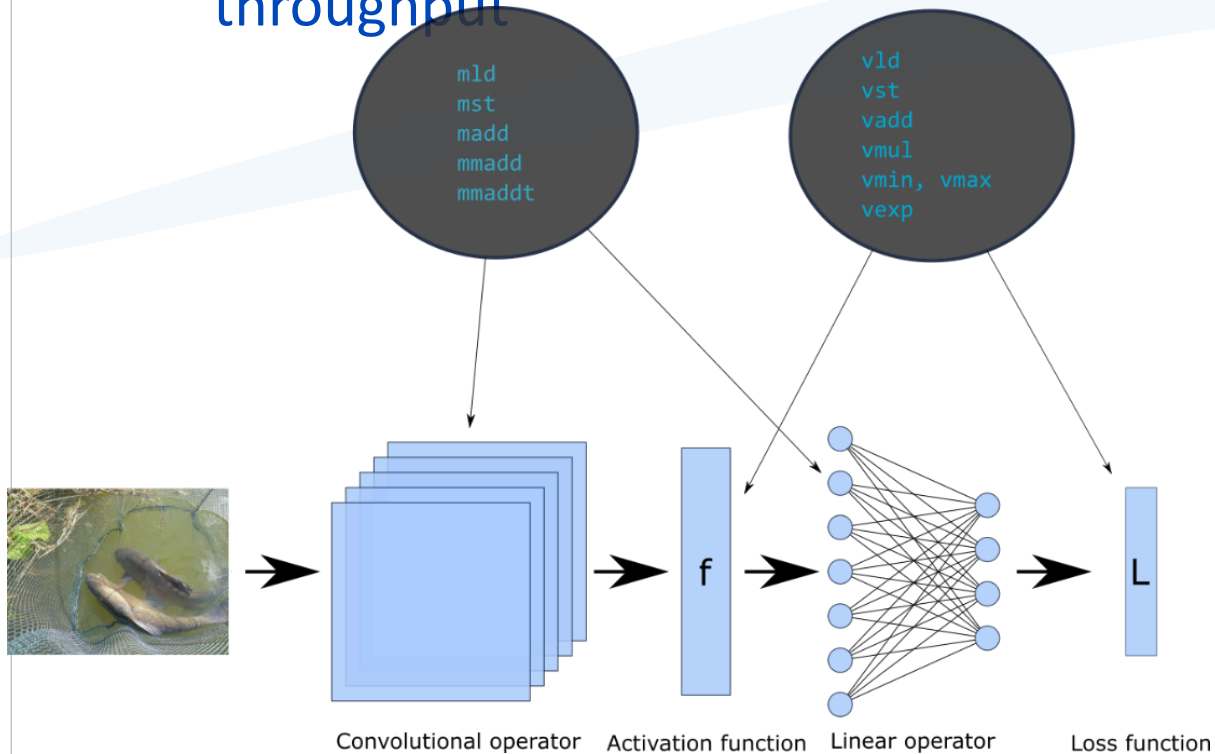 throughput
mld
mst
madd
mmadd
mmaddt
vld
vst
vadd
vmul
vmin, vmax
vexp
f
L
Convolutional operator
Activation function
Linear operator
Loss function